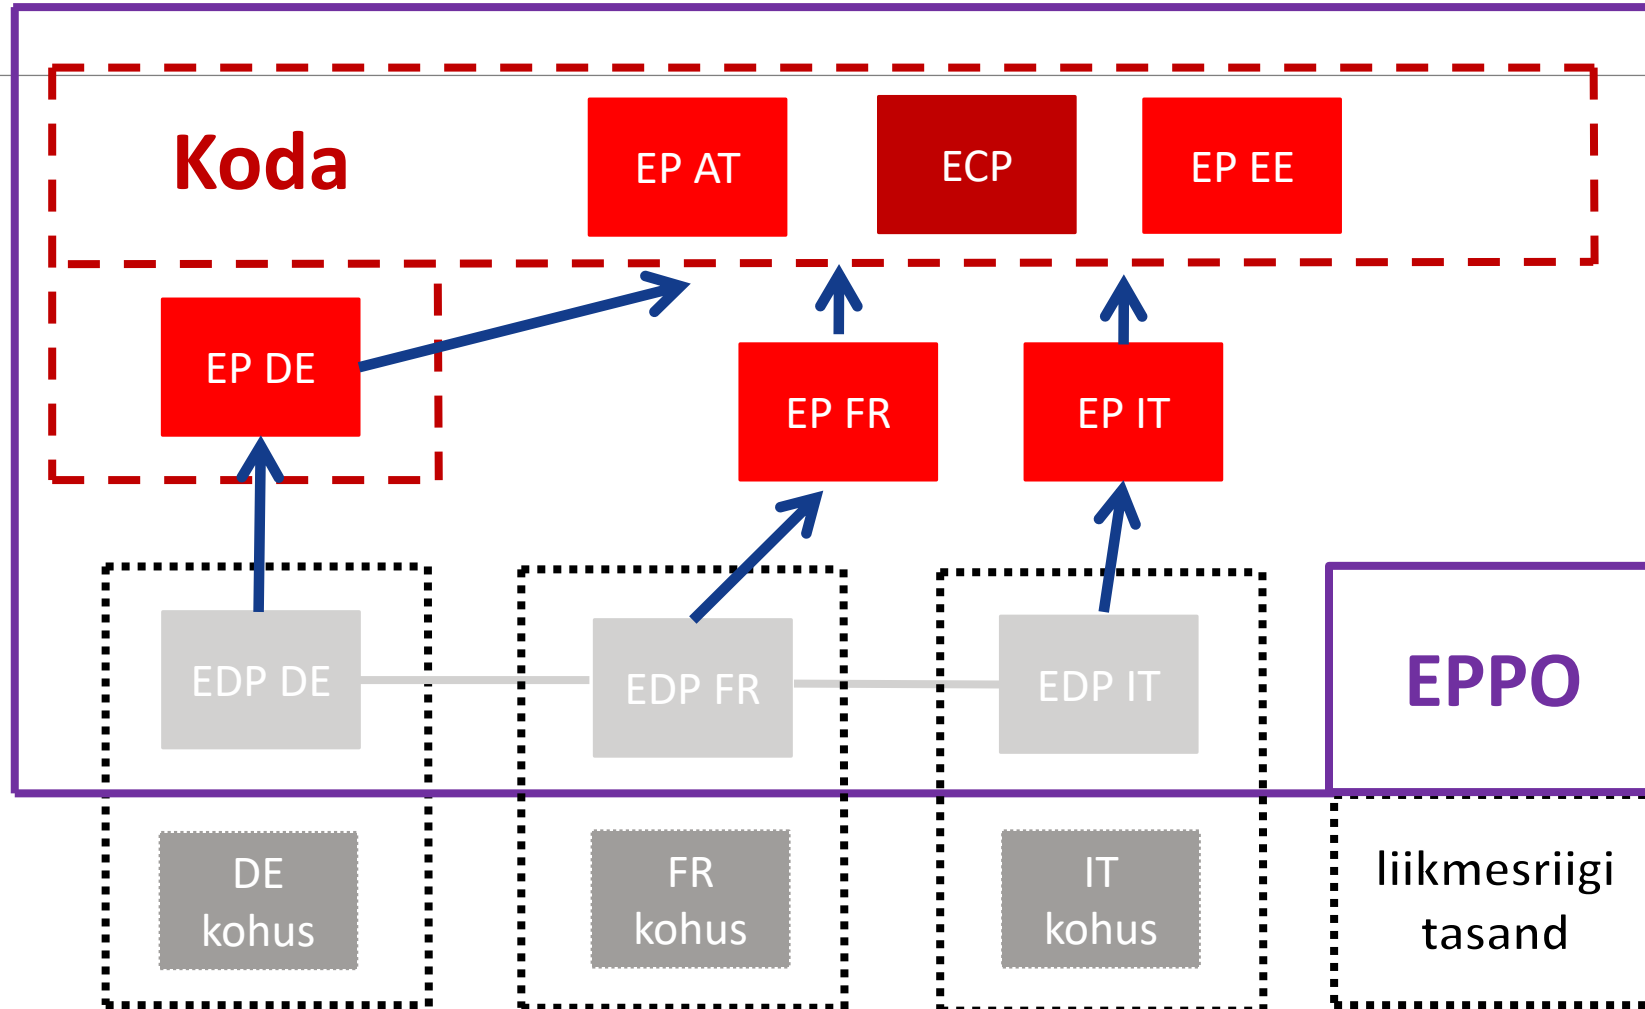 Koda
EP AT
ECP
EP EE
EP DE
EP FR
EP IT
EDP DE
EDP FR
EDP IT
EPPO
DE
kohus
FR
kohus
IT
kohus
liikmesriigi
tasand